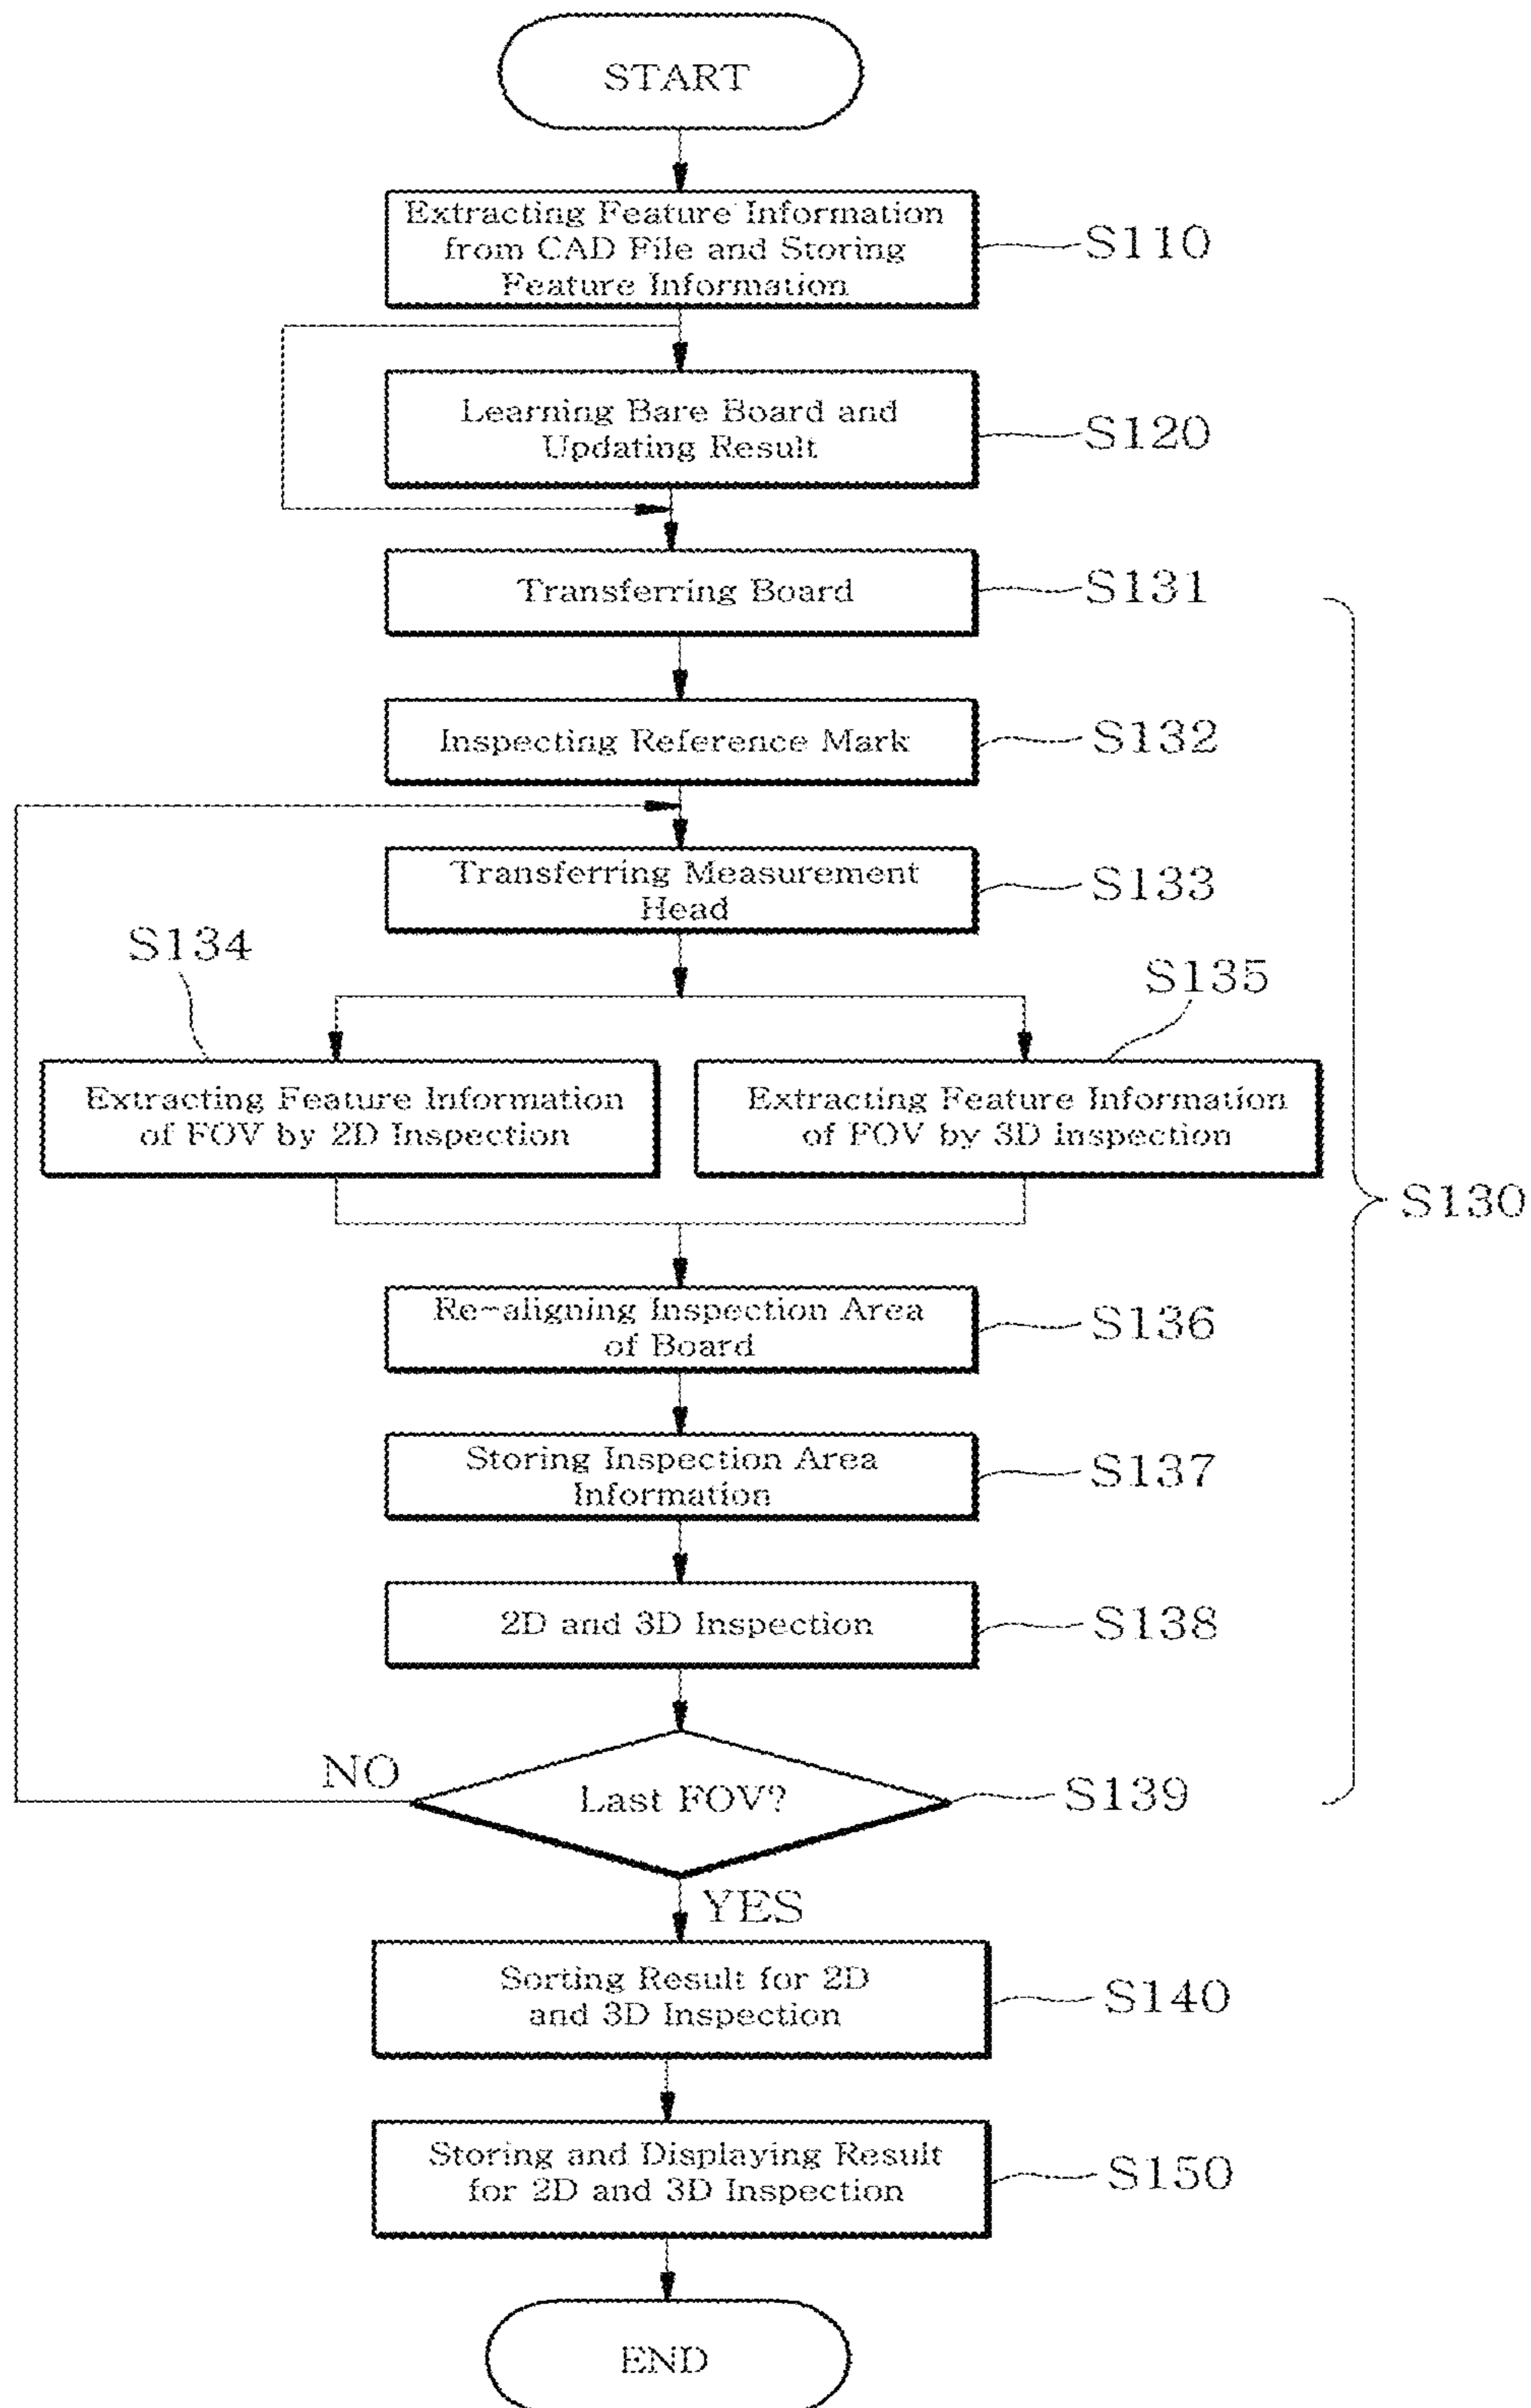 START
Extracting Feature Information
from CAD File and Storing
Feature Information
S110
Learning Bare Board and
Updating Result
S120
Transferring Board
S131
Inspecting Reference Mark
S132
Transferring Measurement
Head
S133
S134
S135
Extracting Feature Information
of FOV by 2D Inspection
Extracting Feature Information
of FOV by 3D Inspection
S130
Re-aligning Inspection Area
of Board
S136
Storing Inspection Area
Information
S137
2D and 3D Inspection
S138
NO
Last FOV?
S139
YES
Sorting Result for 2D
and 3D Inspection
S140
Storing and Displaying Result
for 2D and 3D Inspection
S150
END